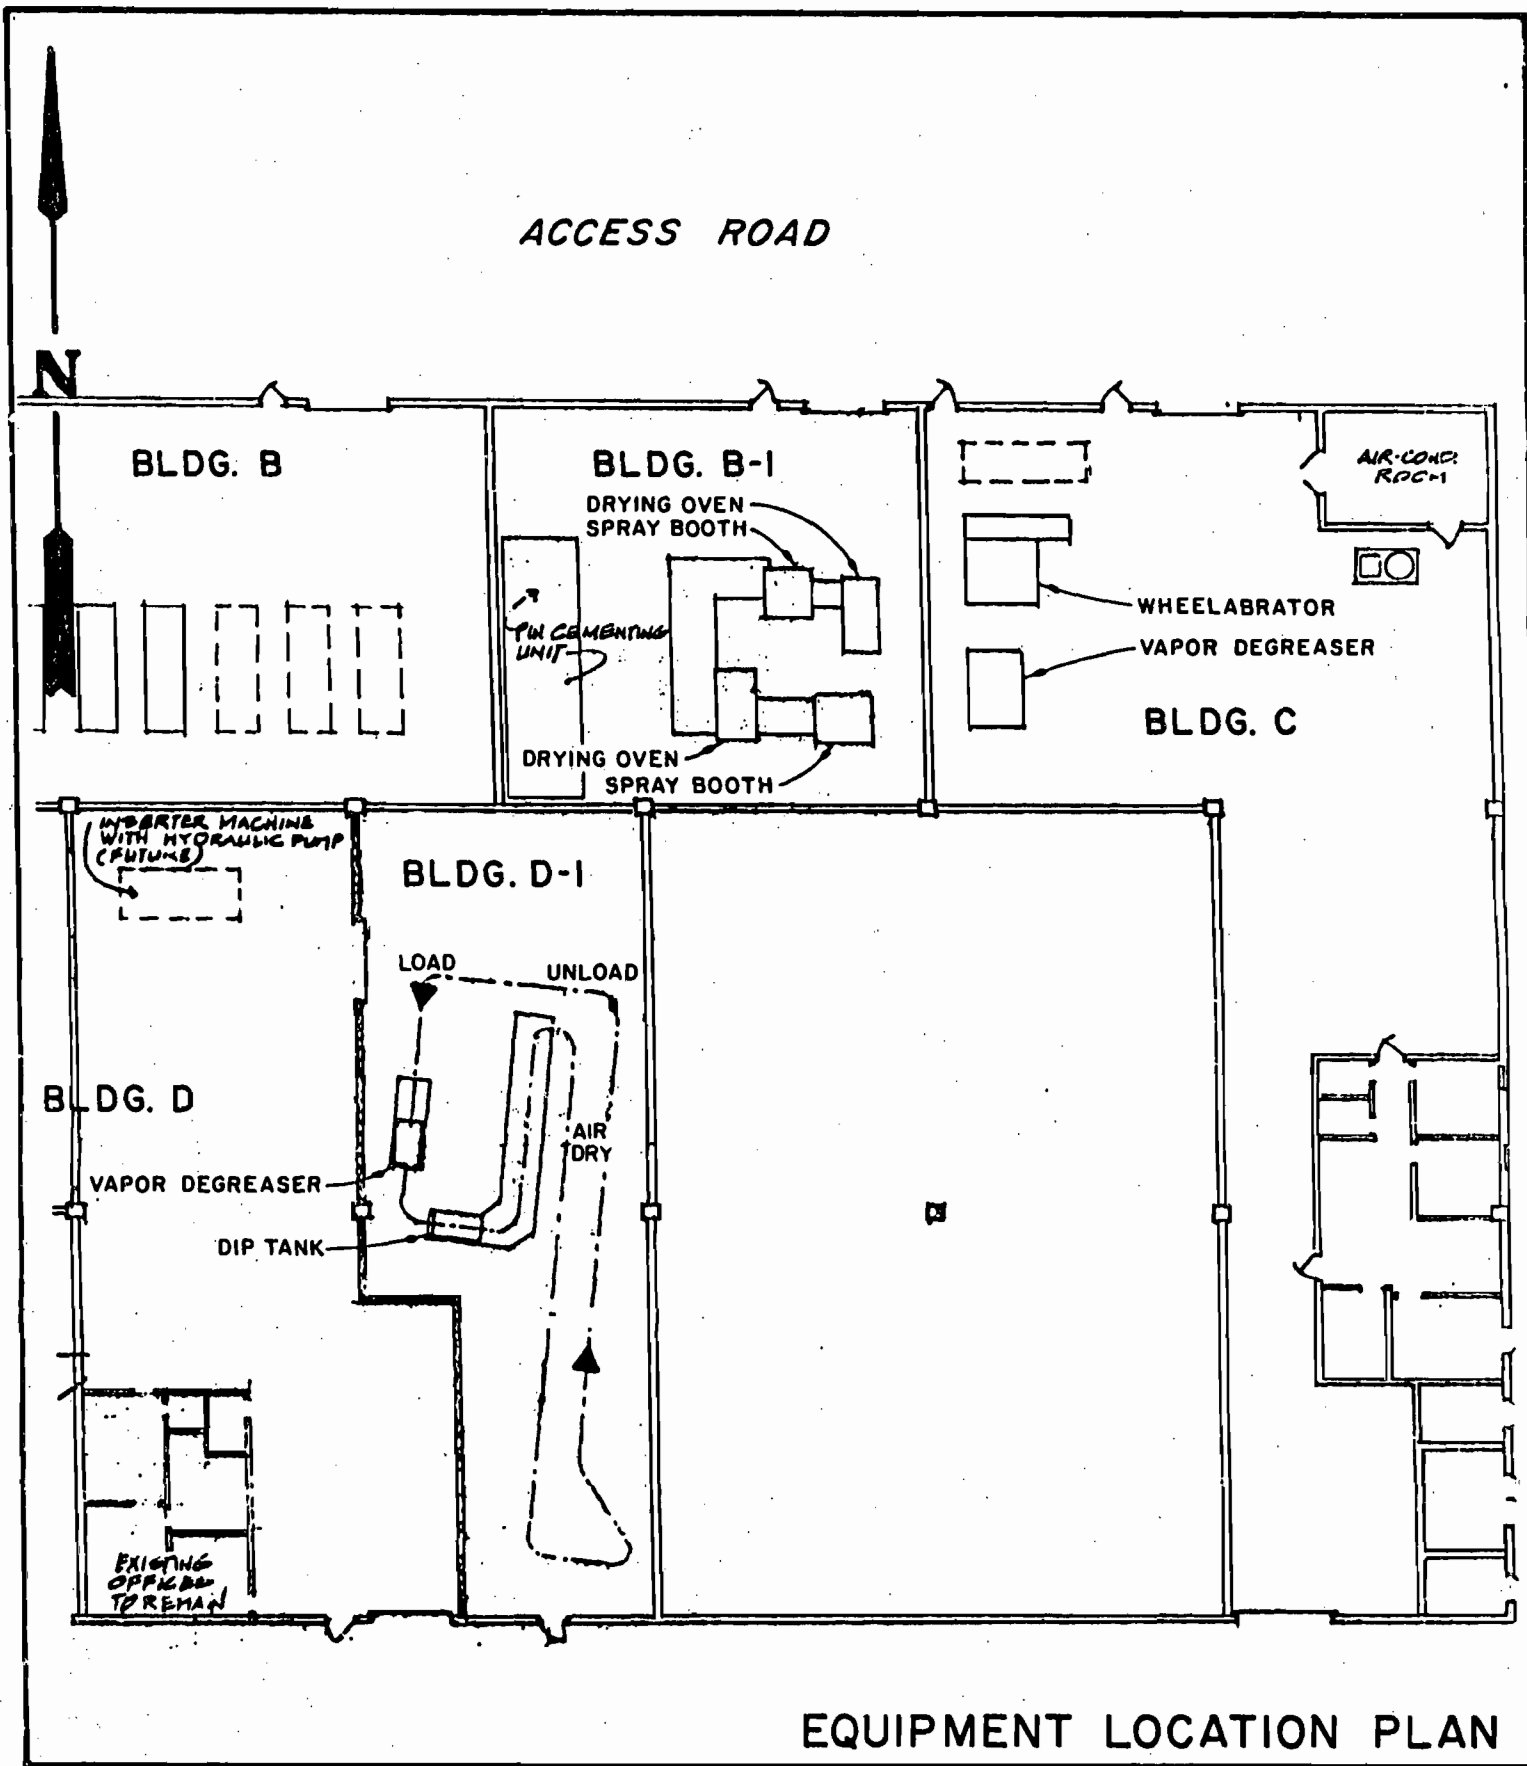 ACCESS ROAD
N
BLDG. B
BLDG. B-1
DRYING OVEN
SPRAY BOOTH
AIR-COND.
ROOM
PIN CEMENTING
UNIT
WHEELABRATOR
VAPOR DEGREASER
BLDG. C
DRYING OVEN
SPRAY BOOTH
INSERTER MACHINE
WITH HYDRAULIC PUMP
(FUTURE)
BLDG. D-1
LOAD
UNLOAD
BLDG. D
AIR
DRY
VAPOR DEGREASER
DIP TANK
EXISTING
OFFICES
TO REMAIN
EQUIPMENT LOCATION PLAN